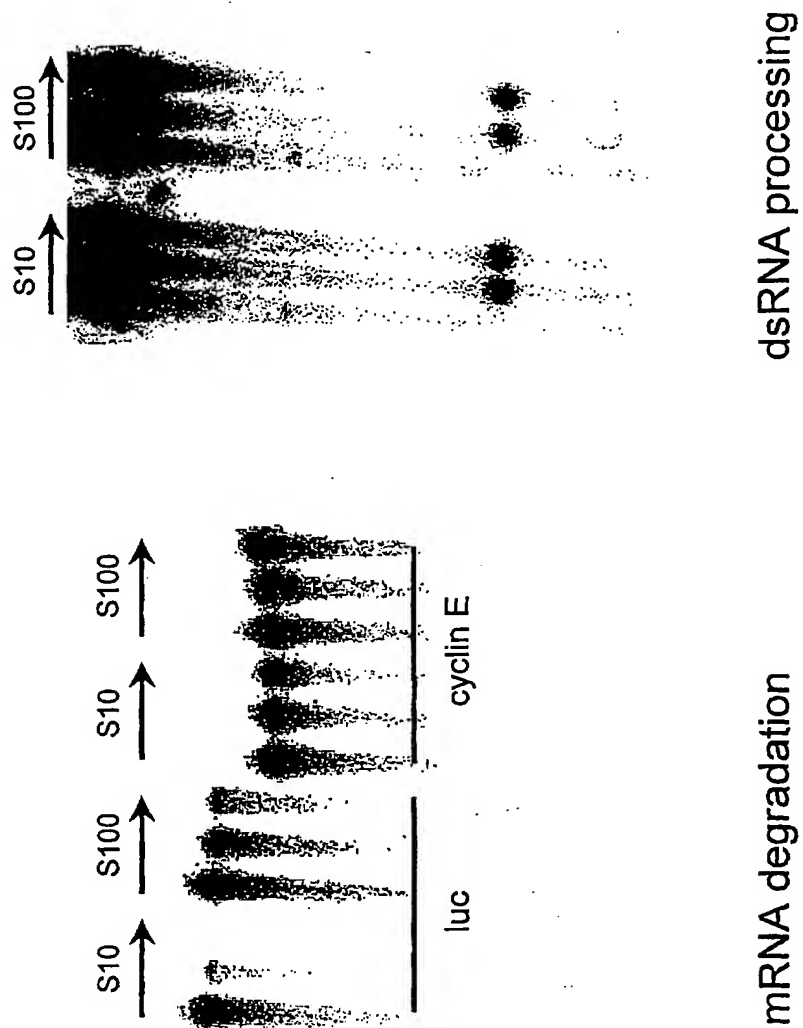 S10
S100
S10
S100
luc
cyclin E
mRNA degradation
S10
S100
dsRNA processing